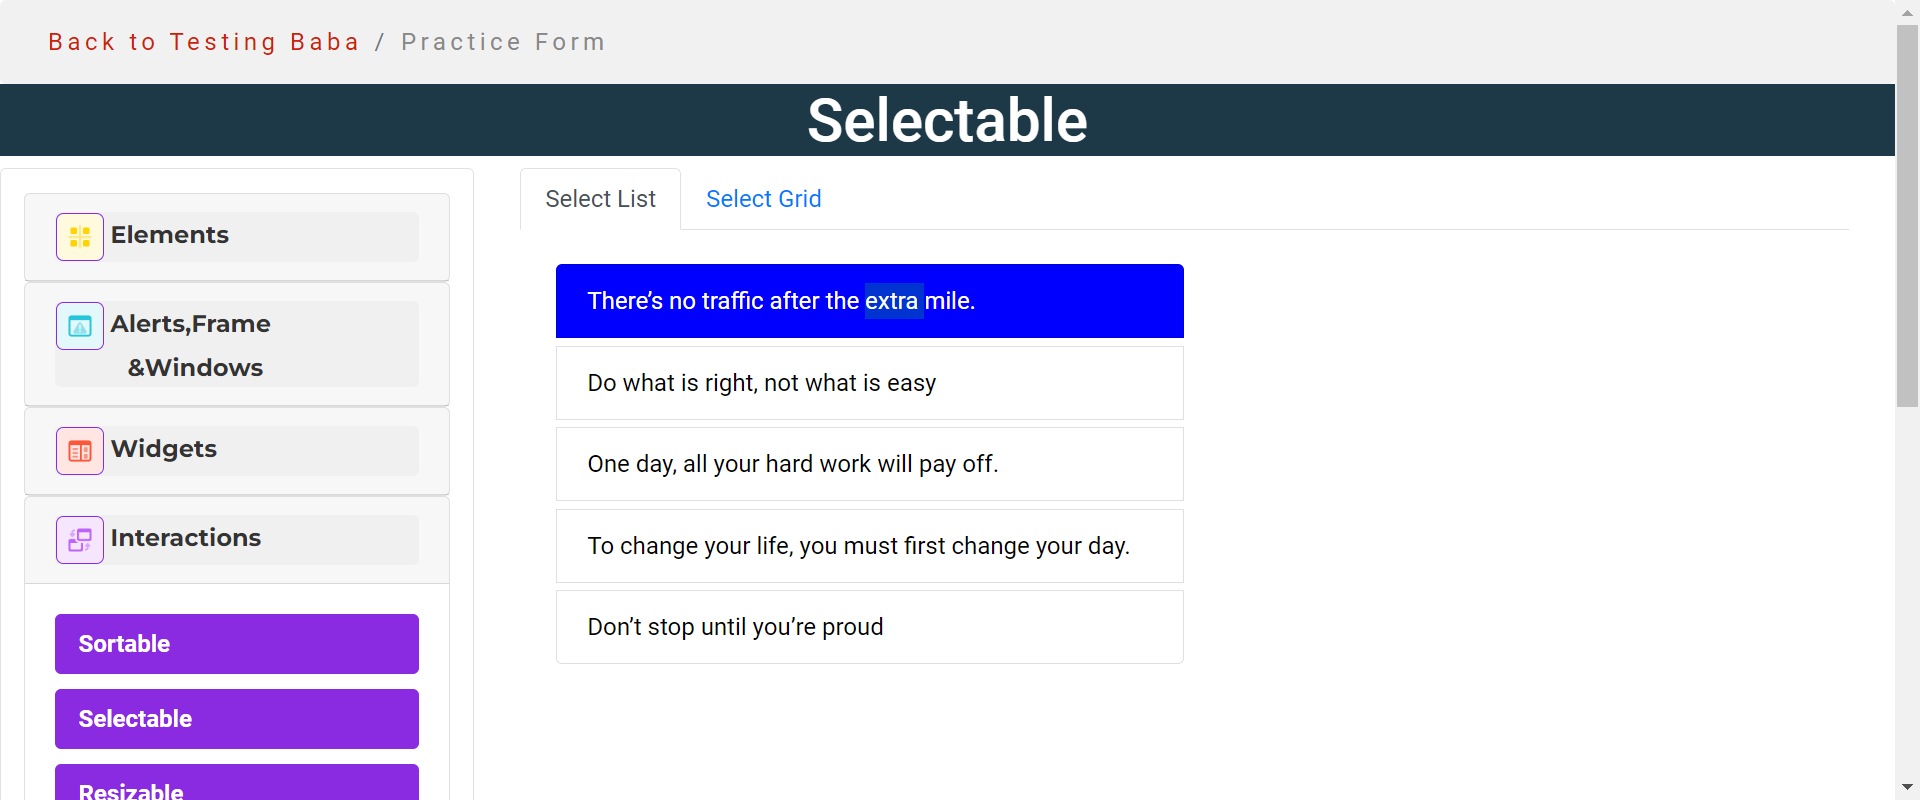 Back to Testing Baba / Practice Form
Selectable
Elements
Alerts,Frame
&Windows
Widgets
Interactions
Sortable
Selectable
Resizable
Select List
Select Grid
There’s no traffic after the extra mile.
Do what is right, not what is easy
One day, all your hard work will pay off.
To change your life, you must first change your day.
Don’t stop until you’re proud